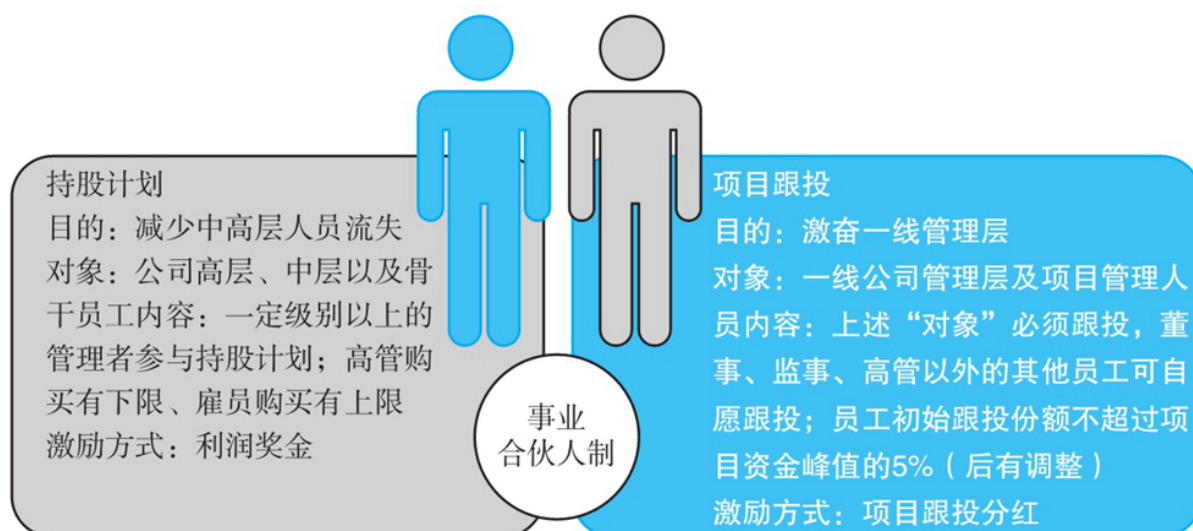 持股计划
目的：减少中高层人员流失
对象：公司高层、中层以及骨
干员工内容：一定级别以上的
管理者参与持股计划；高管购
买有下限、雇员购买有上限
激励方式：利润奖金
事业
合伙人制
项目跟投
目的：激奋一线管理层
对象：一线公司管理层及项目管理人
员内容：上述“对象”必须跟投，董
事、监事、高管以外的其他员工可自
愿跟投；员工初始跟投份额不超过项
目资金峰值的5%（后有调整）
激励方式：项目跟投分红